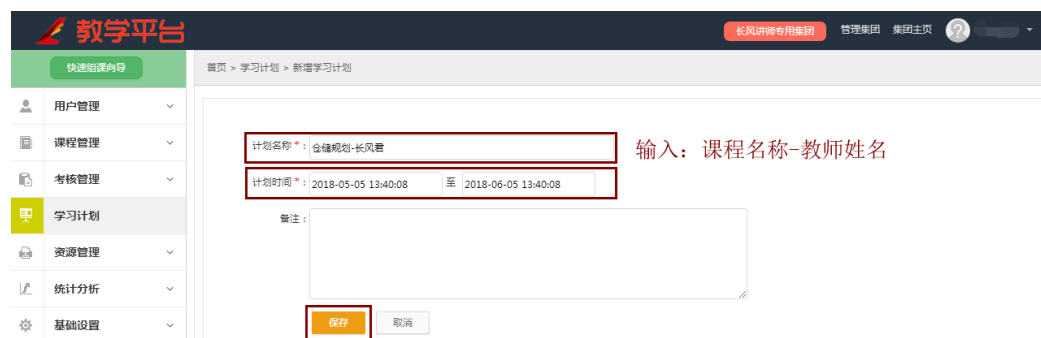 教学平台
长风讲师专用集团 管理集团 集团主页
快速组课向导
首页 > 学习计划 > 新增学习计划
用户管理
课程管理
考核管理
学习计划
资源管理
统计分析
基础设置
计划名称 * : 仓储规划-长风君
输入: 课程名称-教师姓名
计划时间 * : 2018-05-05 13:40:08 至 2018-06-05 13:40:08
备注 :
保存 取消